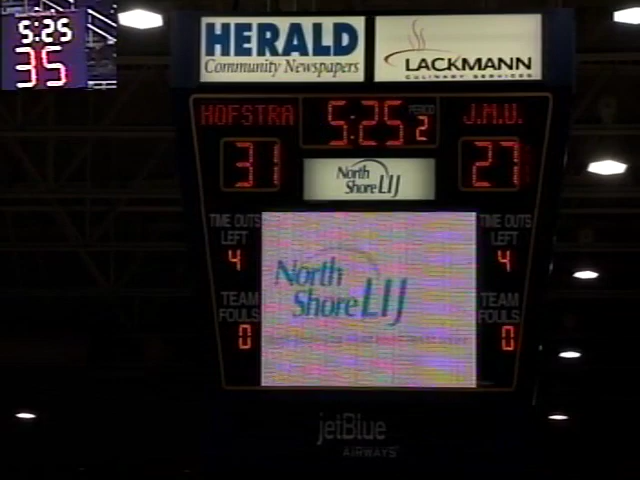 5:25
35
HERALD
Community Newspapers
LACKMANN
CULINARY SERVICES
HOFSTRA
5:25
PERIOD
2
J.M.U.
31
27
North
Shore LIJ
TIME OUTS
LEFT
4
TIME OUTS
LEFT
4
North
Shore LIJ
TEAM
FOULS
0
TEAM
FOULS
0
jetBlue
AIRWAYS